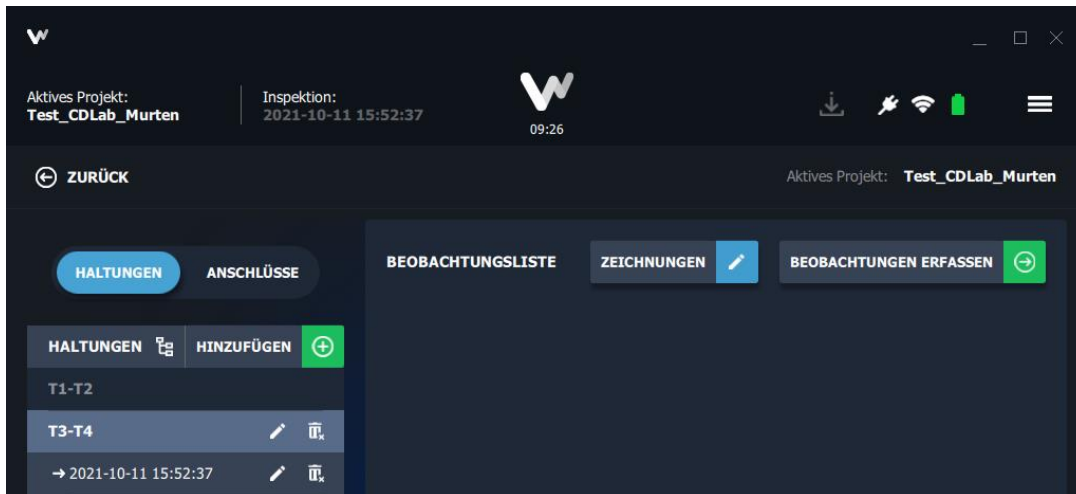 Aktives Projekt:
Test_CDLab_Murten
Inspektion:
2021-10-11 15:52:37
09:26
ZURÜCK
Aktives Projekt: Test_CDLab_Murten
HALTUNGEN ANSCHLÜSSE
BEOBACHTUNGSLISTE ZEICHNUNGEN BEOBACHTUNGEN ERFASSEN
HALTUNGEN HINZUFÜGEN
T1-T2
T3-T4
→ 2021-10-11 15:52:37